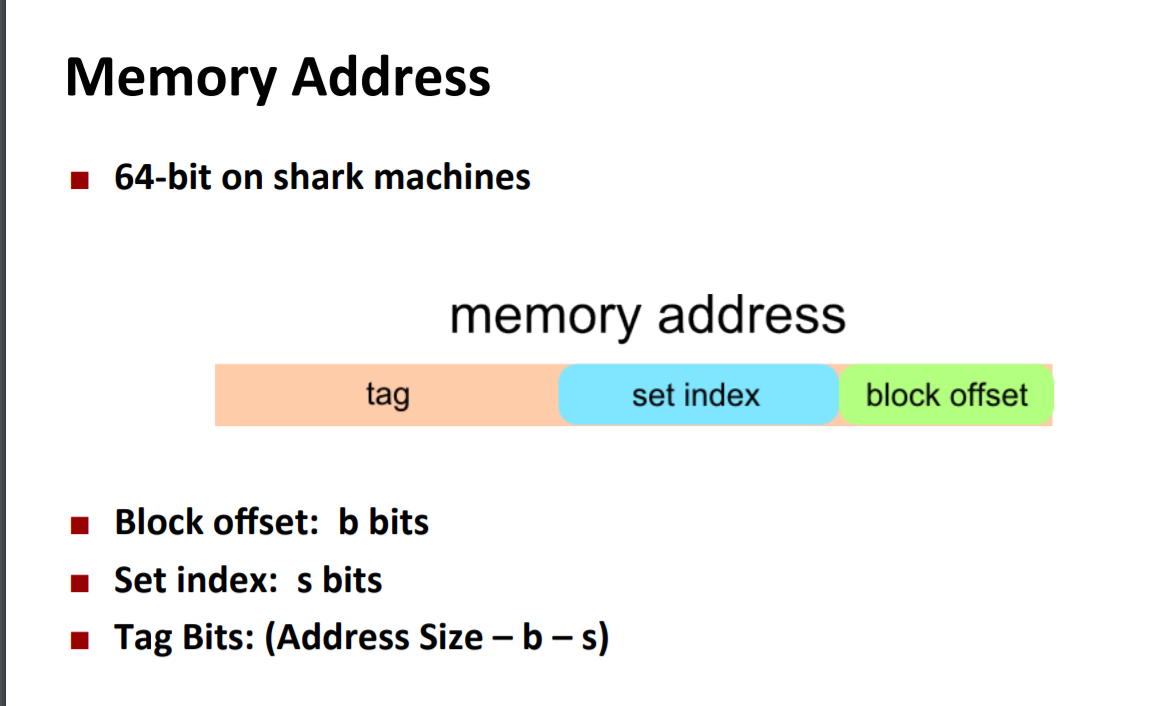 Memory Address
64-bit on shark machines
memory address
tag set index block offset
Block offset: b bits
Set index: s bits
Tag Bits: (Address Size – b – s)